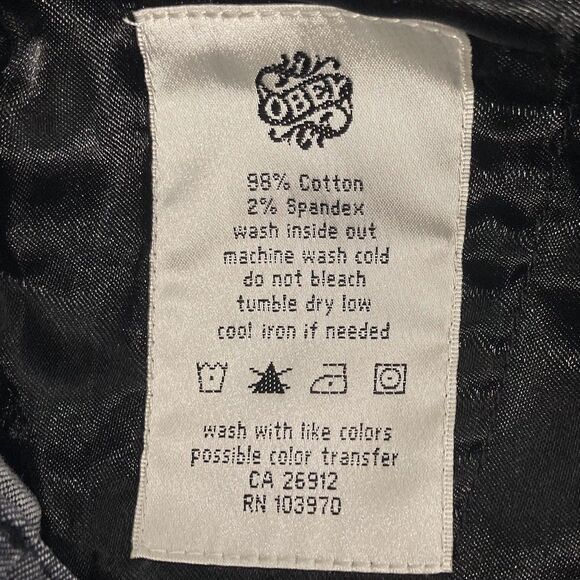 OBEY
98% Cotton
2% Spandex
wash inside out
machine wash cold
do not bleach
tumble dry low
cool iron if needed
wash with like colors
possible color transfer
CA 26912
RN 103970